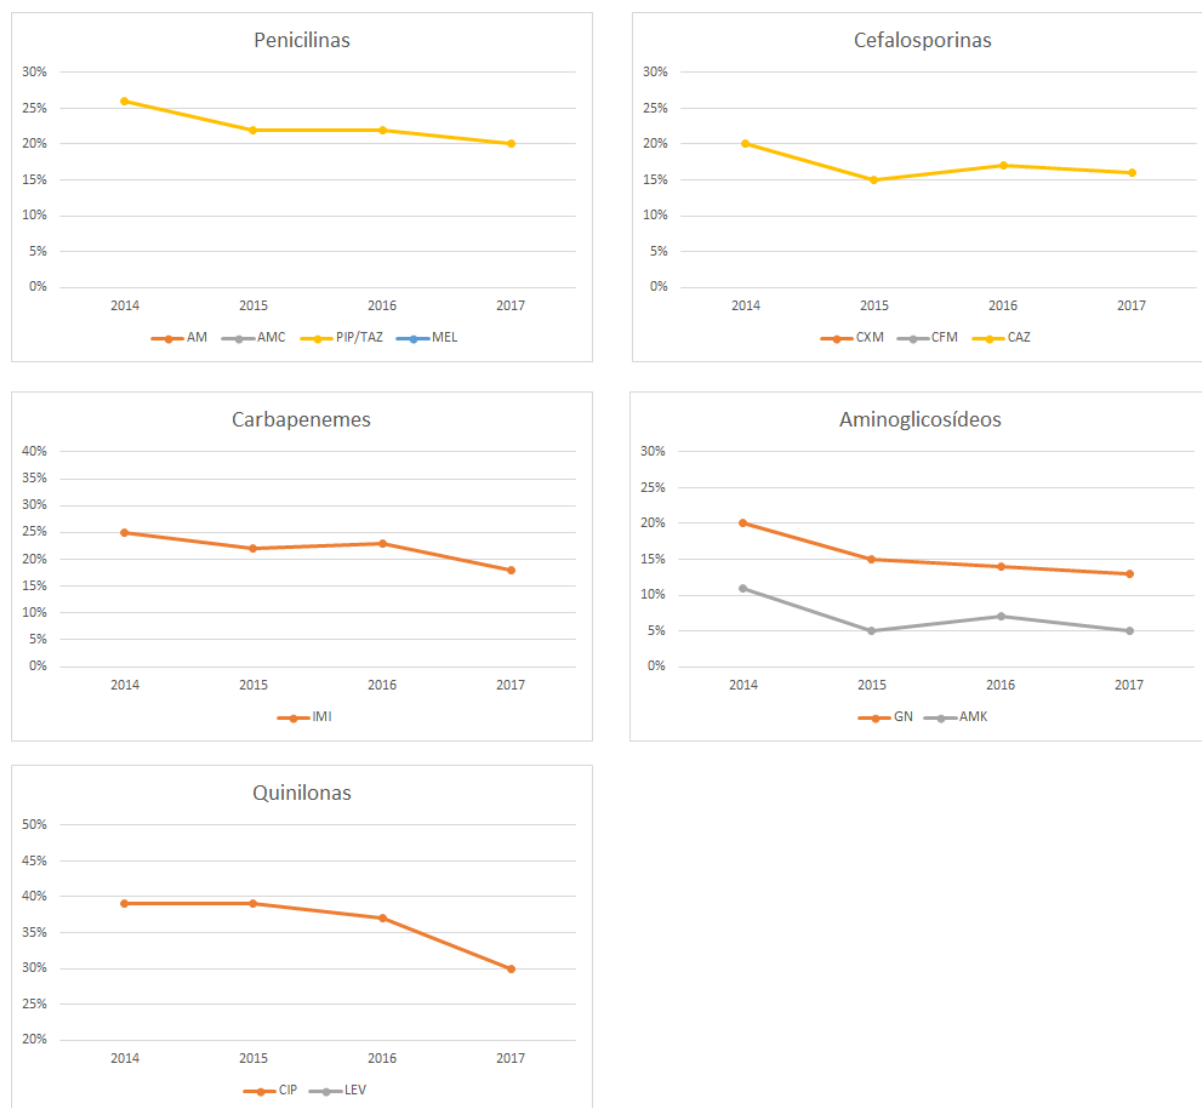 Penicilinas
30%
25%
20%
15%
10%
5%
0%
2014 2015 2016 2017
AM AMC PIP/TAZ MEL
Cefalosporinas
30%
25%
20%
15%
10%
5%
0%
2014 2015 2016 2017
CXM CFM CAZ
Carbapenemes
40%
35%
30%
25%
20%
15%
10%
5%
0%
2014 2015 2016 2017
IMI
Aminoglicosídeos
30%
25%
20%
15%
10%
5%
0%
2014 2015 2016 2017
GN AMK
Quinilonas
50%
45%
40%
35%
30%
25%
20%
2014 2015 2016 2017
CIP LEV